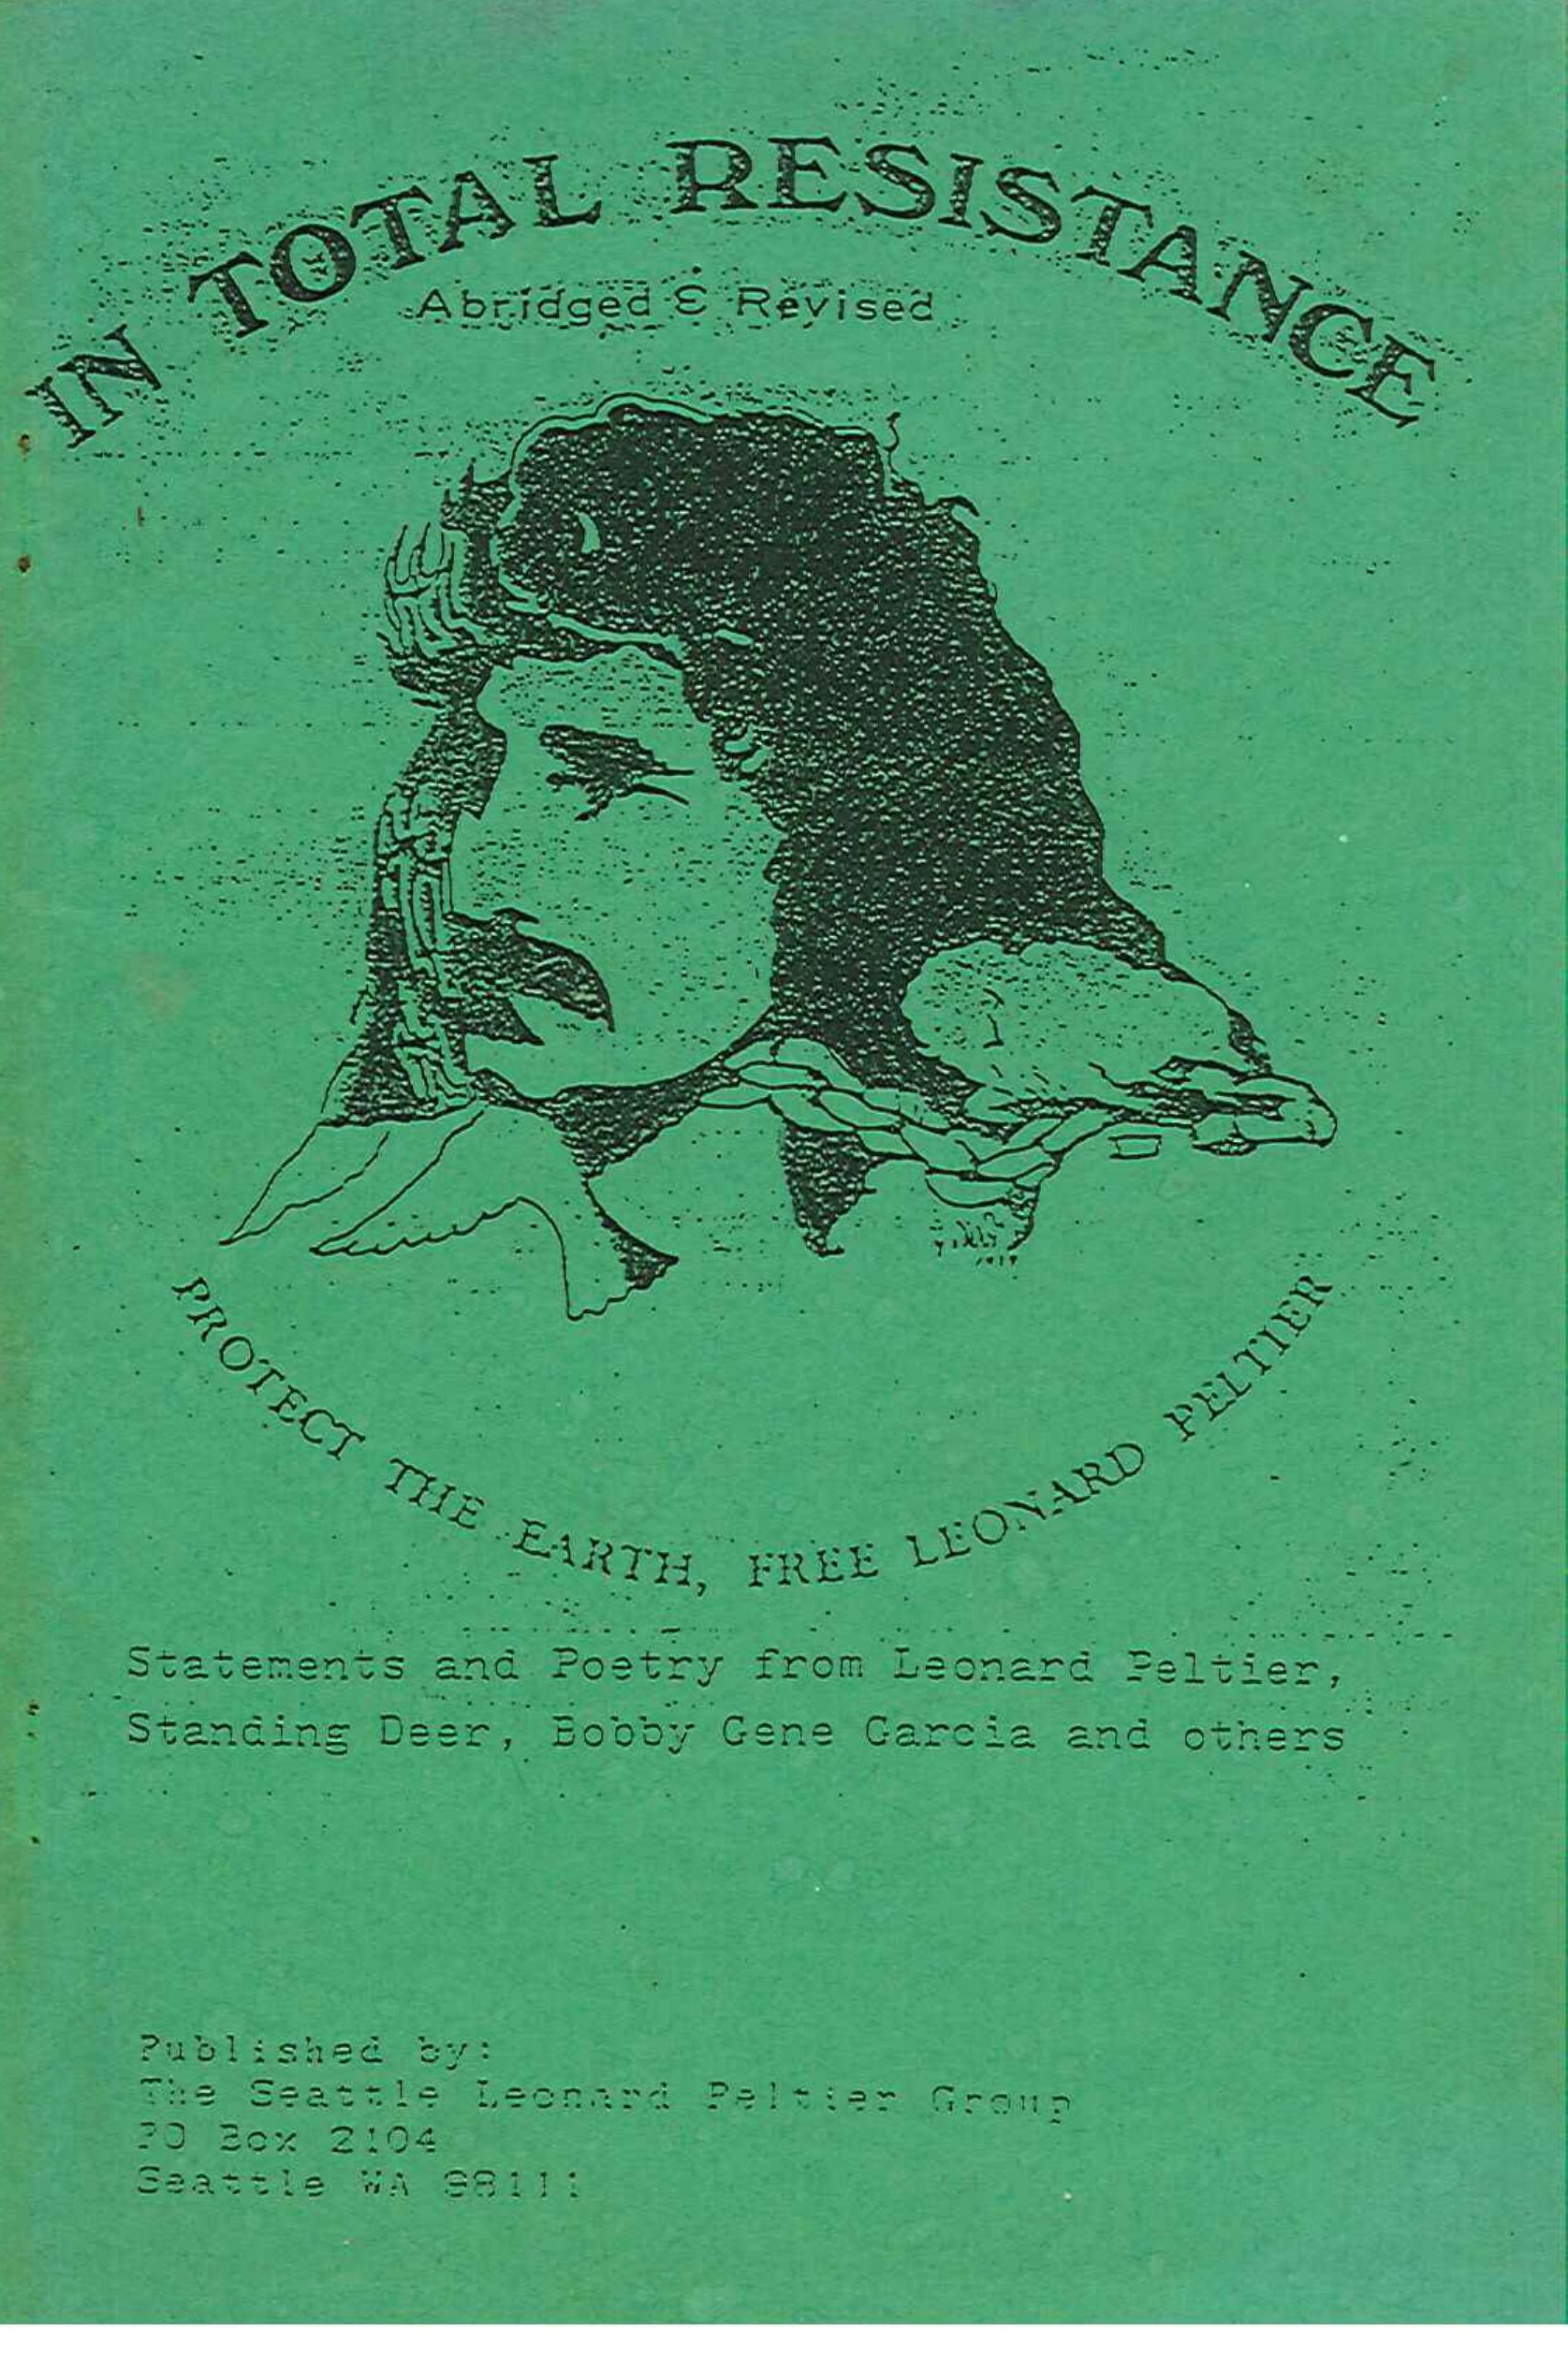 IN TOTAL RESISTANCE
Abridged & Revised
PROTECT THE EARTH, FREE LEONARD PELTIER
Statements and Poetry from Leonard Peltier,
Standing Deer, Bobby Gene Garcia and others
Published by:
The Seattle Leonard Peltier Group
PO Box 2104
Seattle WA 98111